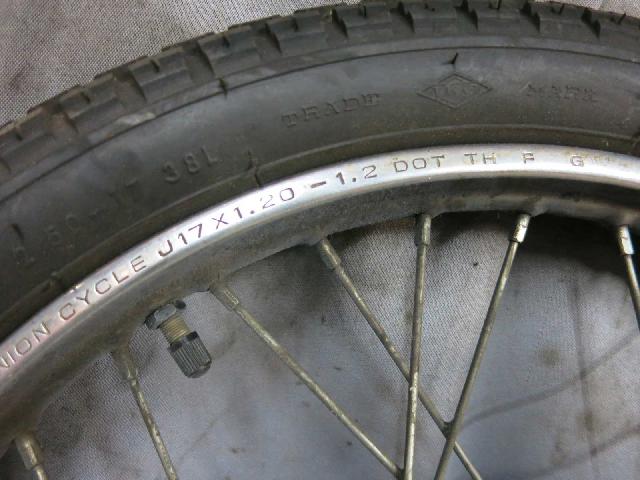 TRADE MARK
38L
NION CYCLE J17X1.20-1.2 DOT TH F G